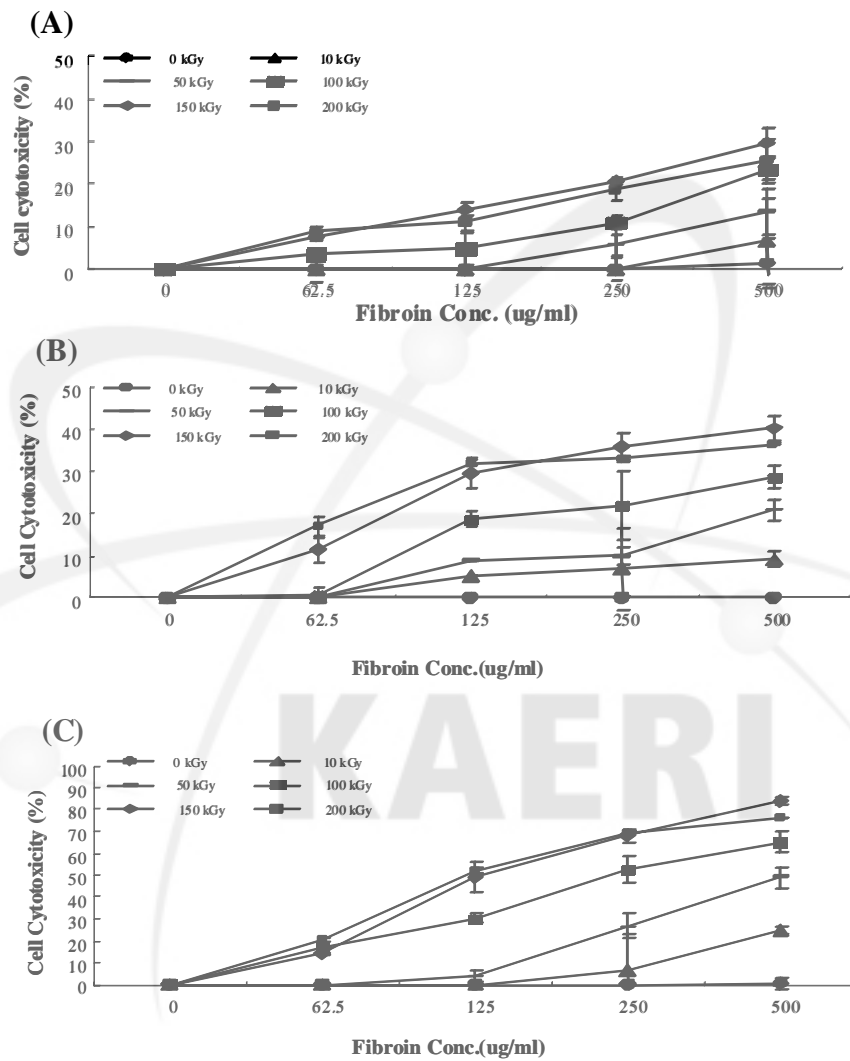 (A)
0 kGy 10 kGy
50 kGy 100 kGy
150 kGy 200 kGy
Cell cytotoxicity (%)
50
40
30
20
10
0
0 62.5 125 250 500
Fibroin Conc. (ug/ml)
(B)
0 kGy 10 kGy
50 kGy 100 kGy
150 kGy 200 kGy
Cell Cytotoxicity (%)
50
40
30
20
10
0
0 62.5 125 250 500
Fibroin Conc.(ug/ml)
KAERI
(C)
0 kGy 10 kGy
50 kGy 100 kGy
150 kGy 200 kGy
Cell Cytotoxicity (%)
100
90
80
70
60
50
40
30
20
10
0
0 62.5 125 250 500
Fibroin Conc.(ug/ml)